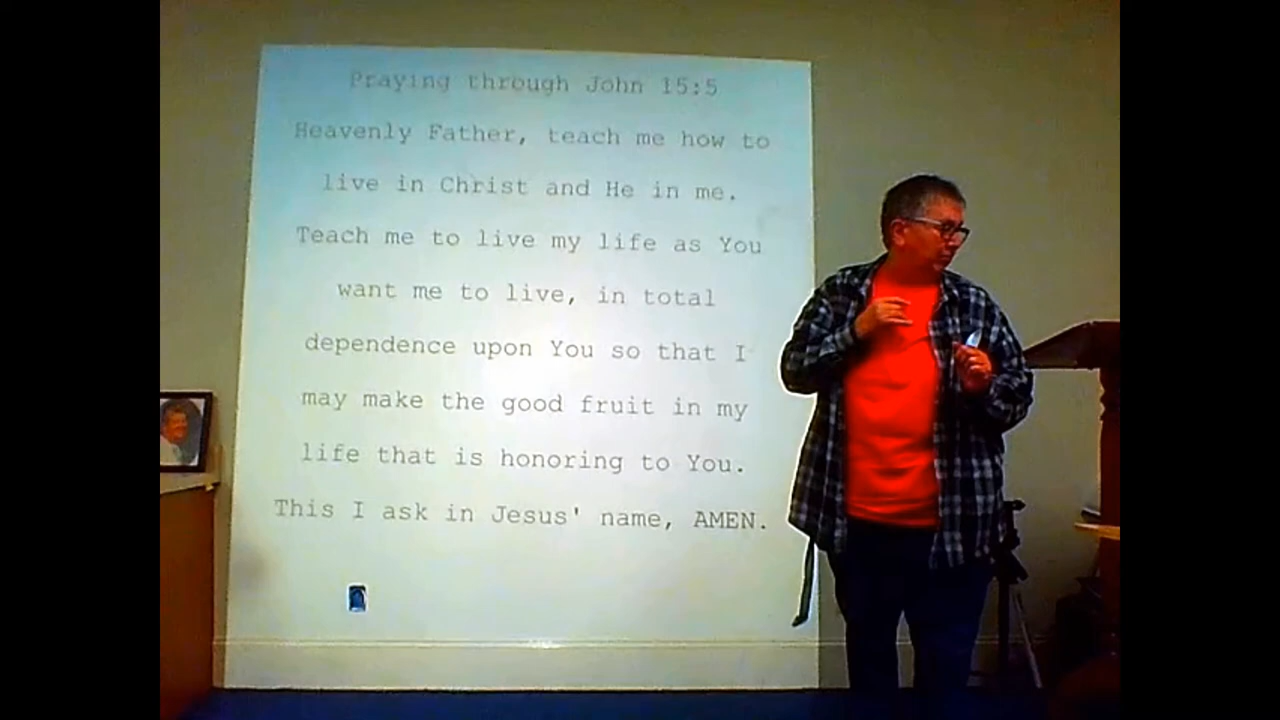 Praying through John 15:5
Heavenly Father, teach me how to
live in Christ and He in me.
Teach me to live my life as You
want me to live, in total
dependence upon You so that I
may make the good fruit in my
life that is honoring to You.
This I ask in Jesus' name, AMEN.